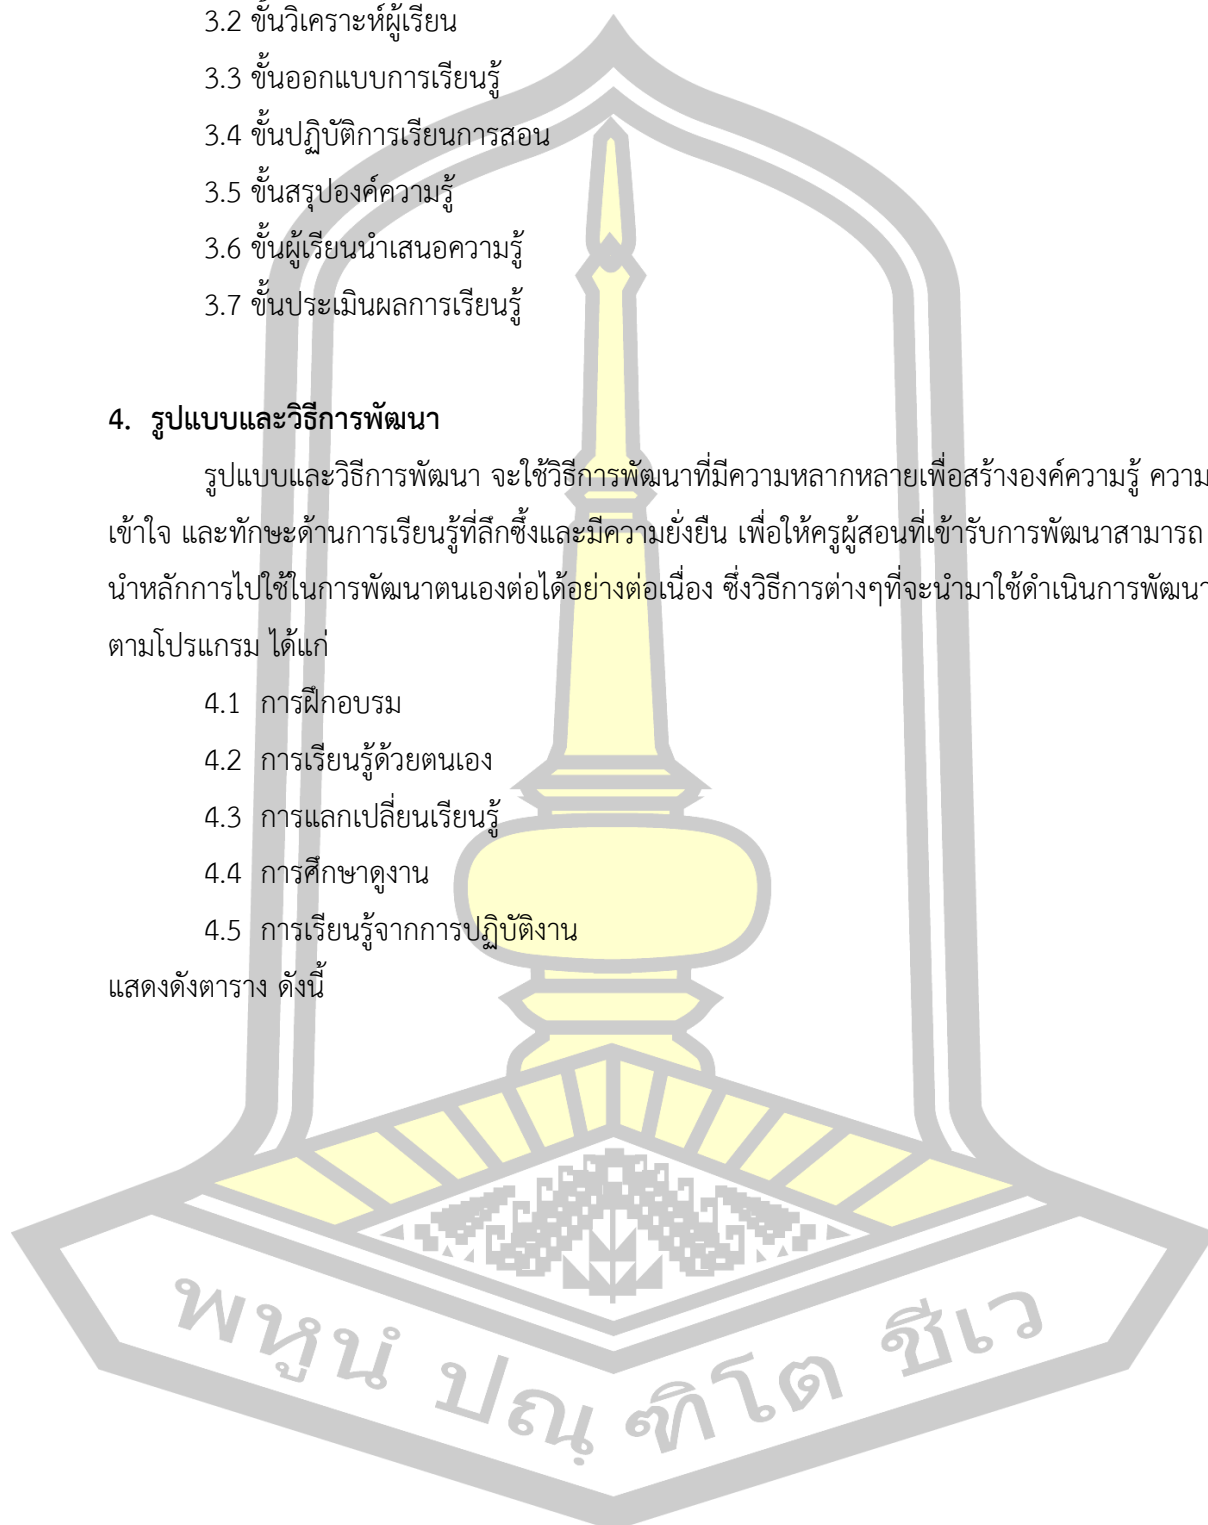 3.2 ขั้นวิเคราะห์ผู้เรียน
3.3 ขั้นออกแบบการเรียนรู้
3.4 ขั้นปฏิบัติการเรียนการสอน
3.5 ขั้นสรุปองค์ความรู้
3.6 ขั้นผู้เรียนนำเสนอความรู้
3.7 ขั้นประเมินผลการเรียนรู้
4. รูปแบบและวิธีการพัฒนา
รูปแบบและวิธีการพัฒนา จะใช้วิธีการพัฒนาที่มีความหลากหลายเพื่อสร้างองค์ความรู้ ความ
เข้าใจ และทักษะด้านการเรียนรู้ที่ลึกซึ้งและมีความยั่งยืน เพื่อให้ครูผู้สอนที่เข้ารับการพัฒนาสามารถ
นำหลักการไปใช้ในการพัฒนาตนเองต่อได้อย่างต่อเนื่อง ซึ่งวิธีการต่างๆที่จะนำมาใช้ดำเนินการพัฒนา
ตามโปรแกรม ได้แก่
4.1 การฝึกอบรม
4.2 การเรียนรู้ด้วยตนเอง
4.3 การแลกเปลี่ยนเรียนรู้
4.4 การศึกษาดูงาน
4.5 การเรียนรู้จากการปฏิบัติงาน
แสดงดังตาราง ดังนี้
พหูนํ ปณฺฑิโต ชีเว